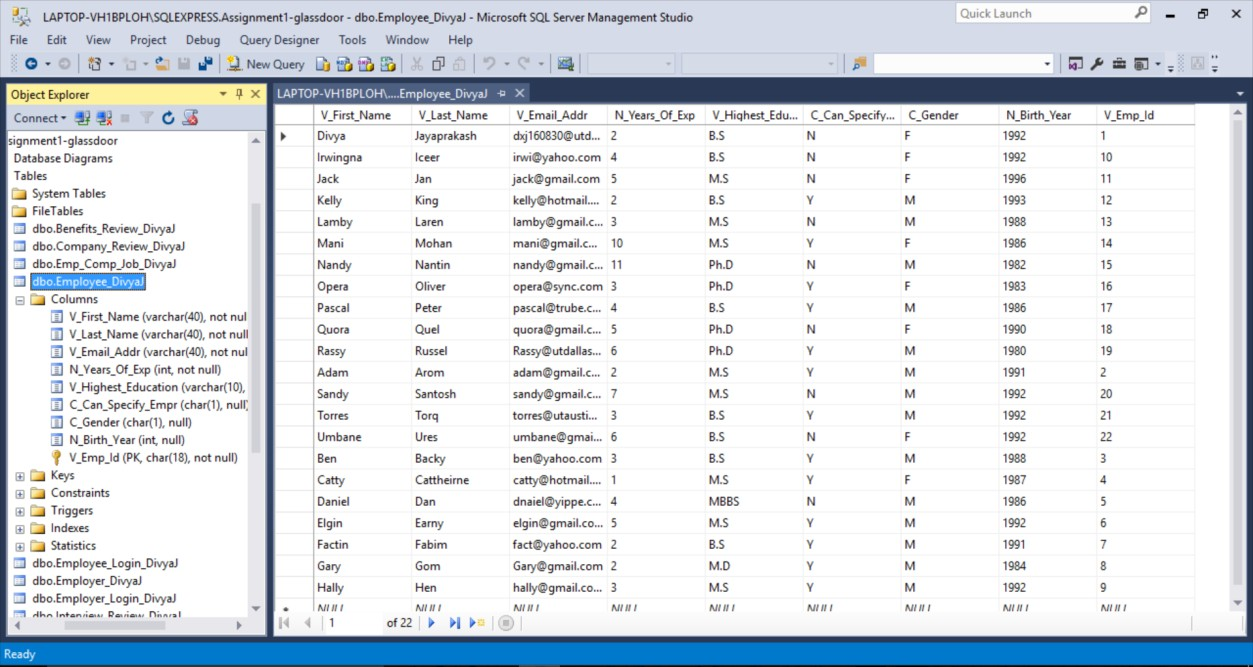 LAPTOP-VH1BPLOH\SQLEXPRESS.Assignment1-glassdoor - dbo.Employee_DivyaJ - Microsoft SQL Server Management Studio
Quick Launch
File Edit View Project Debug Query Designer Tools Window Help
New Query
Object Explorer
Connect
signment1-glassdoor
Database Diagrams
Tables
System Tables
FileTables
dbo.Benefits_Review_DivyaJ
dbo.Company_Review_DivyaJ
dbo.Emp_Comp_Job_DivyaJ
dbo.Employee_DivyaJ
Columns
V_First_Name (varchar(40), not nul
V_Last_Name (varchar(40), not null
V_Email_Addr (varchar(40), not nul
N_Years_Of_Exp (int, not null)
V_Highest_Education (varchar(10),
C_Can_Specify_Empr (char(1), null)
C_Gender (char(1), null)
N_Birth_Year (int, null)
V_Emp_Id (PK, char(18), not null)
Keys
Constraints
Triggers
Indexes
Statistics
dbo.Employee_Login_DivyaJ
dbo.Employer_DivyaJ
dbo.Employer_Login_DivyaJ
dbo.Interview_Review_DivyaJ
LAPTOP-VH1BPLOH\....Employee_DivyaJ
V_First_Name V_Last_Name V_Email_Addr N_Years_Of_Exp V_Highest_Edu... C_Can_Specify... C_Gender N_Birth_Year V_Emp_Id
Divya Jayaprakash dxj160830@utd... 2 B.S N F 1992 1
Irwingna Iceer irwi@yahoo.com 4 B.S N F 1992 10
Jack Jan jack@gmail.com 5 M.S N F 1996 11
Kelly King kelly@hotmail.... 2 B.S Y M 1993 12
Lamby Laren lamby@gmail.c... 3 M.S N M 1988 13
Mani Mohan mani@gmail.c... 10 M.S Y F 1986 14
Nandy Nantin nandy@gmail.c... 11 Ph.D N M 1982 15
Opera Oliver opera@sync.com 3 Ph.D Y F 1983 16
Pascal Peter pascal@trube.c... 4 B.S Y M 1986 17
Quora Quel quora@gmail.c... 5 Ph.D N F 1990 18
Rassy Russel Rassy@utdallas... 6 Ph.D Y M 1980 19
Adam Arom adam@gmail.c... 2 M.S Y M 1991 2
Sandy Santosh sandy@gmail.c... 7 M.S N M 1992 20
Torres Torq torres@utausti... 3 B.S Y M 1992 21
Umbane Ures umbane@gmai... 6 B.S N F 1992 22
Ben Backy ben@yahoo.com 3 B.S Y M 1988 3
Catty Cattheirne catty@hotmail.... 1 M.S Y F 1987 4
Daniel Dan dnaiel@yippe.c... 4 MBBS N M 1986 5
Elgin Earny elgin@gmail.co... 5 M.S Y M 1992 6
Factin Fabim fact@yahoo.com 2 B.S Y M 1991 7
Gary Gom Gary@gmail.com 2 M.D Y M 1984 8
Hally Hen hally@gmail.com... 3 M.S Y M 1992 9
NULL NULL NULL NULL NULL NULL NULL NULL NULL
1 of 22
Ready